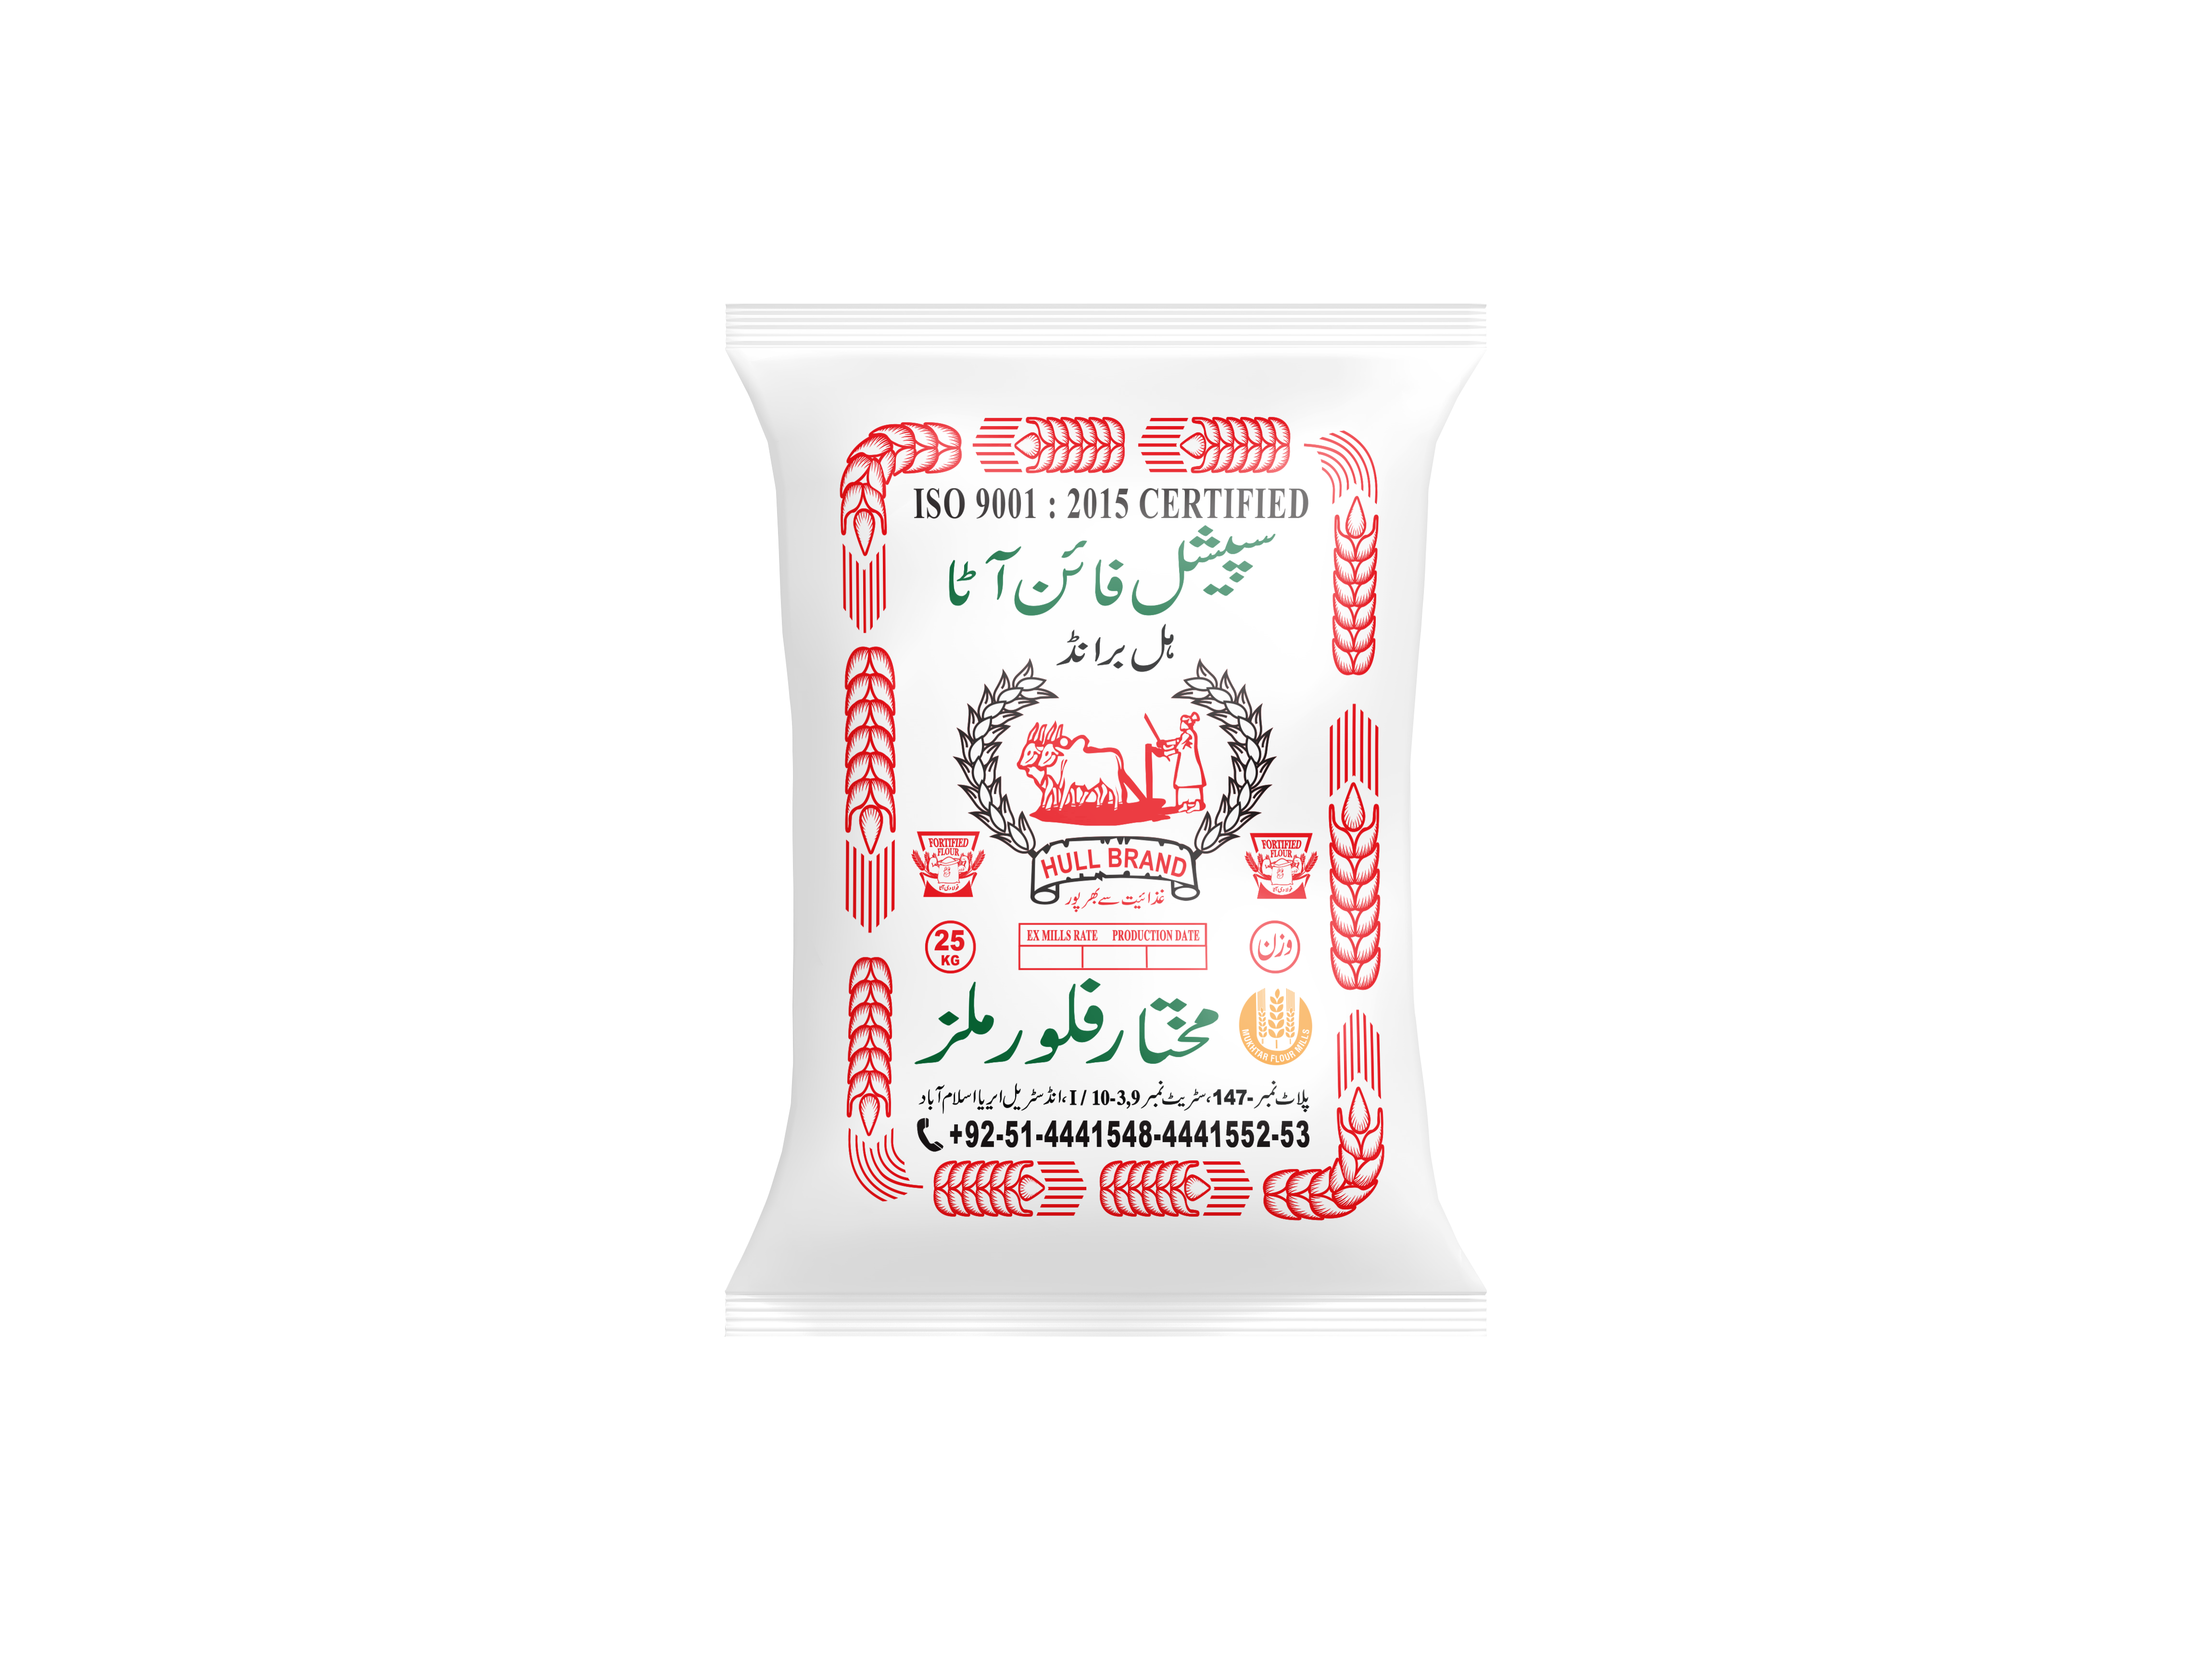 ISO 9001 : 2015 CERTIFIED
سپیشل فائن آٹا
ہل برانڈ
HULL BRAND
غذائیت سے بھرپور
FORTIFIED
FLOUR
FORTIFIED
FLOUR
25
KG
EX MILLS RATE PRODUCTION DATE
وزن
مختار فلور ملز
MUKHTAR FLOUR MILLS
پلاٹ نمبر -147، سٹریٹ نمبر 3,9-10 / I، انڈسٹریل ایریا اسلام آباد
+92-51-4441548-4441552-53